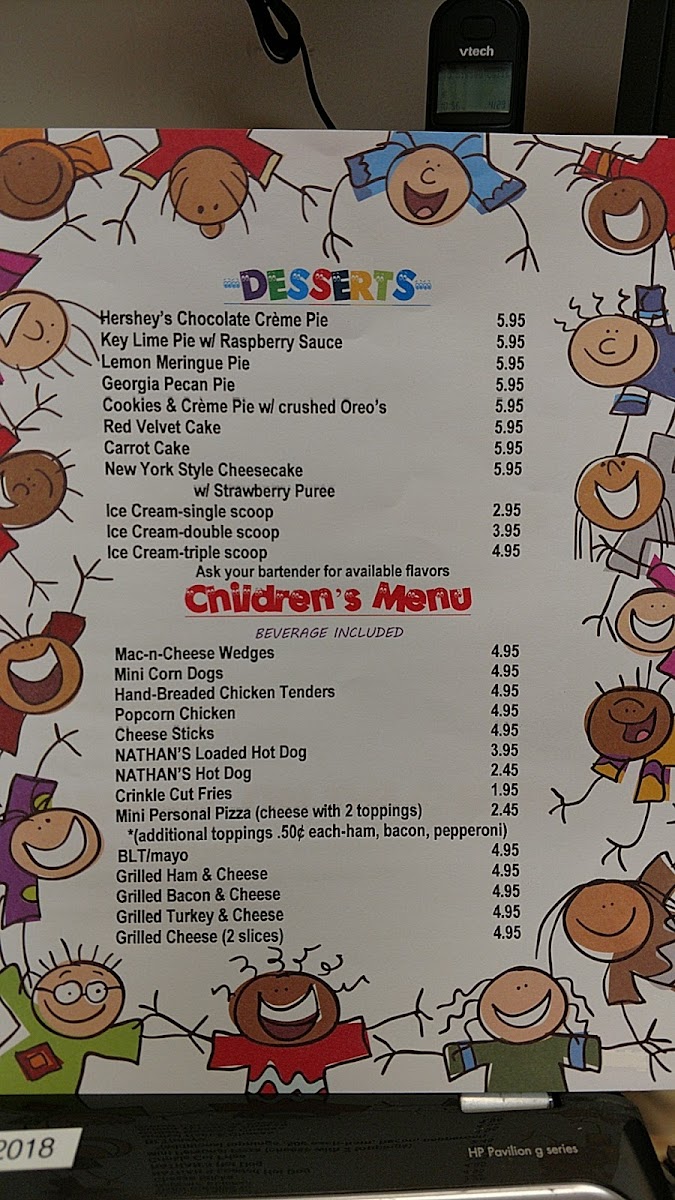 vtech
DESSERTS
Hershey's Chocolate Crème Pie 5.95
Key Lime Pie w/ Raspberry Sauce 5.95
Lemon Meringue Pie 5.95
Georgia Pecan Pie 5.95
Cookies & Crème Pie w/ crushed Oreo's 5.95
Red Velvet Cake 5.95
Carrot Cake 5.95
New York Style Cheesecake 5.95
w/ Strawberry Puree
Ice Cream-single scoop 2.95
Ice Cream-double scoop 3.95
Ice Cream-triple scoop 4.95
Ask your bartender for available flavors
Children's Menu
BEVERAGE INCLUDED
Mac-n-Cheese Wedges 4.95
Mini Corn Dogs 4.95
Hand-Breaded Chicken Tenders 4.95
Popcorn Chicken 4.95
Cheese Sticks 4.95
NATHAN'S Loaded Hot Dog 3.95
NATHAN'S Hot Dog 2.45
Crinkle Cut Fries 1.95
Mini Personal Pizza (cheese with 2 toppings) 2.45
*(additional toppings .50¢ each-ham, bacon, pepperoni)
BLT/mayo 4.95
Grilled Ham & Cheese 4.95
Grilled Bacon & Cheese 4.95
Grilled Turkey & Cheese 4.95
Grilled Cheese (2 slices) 4.95
2018
HP Pavilion g series